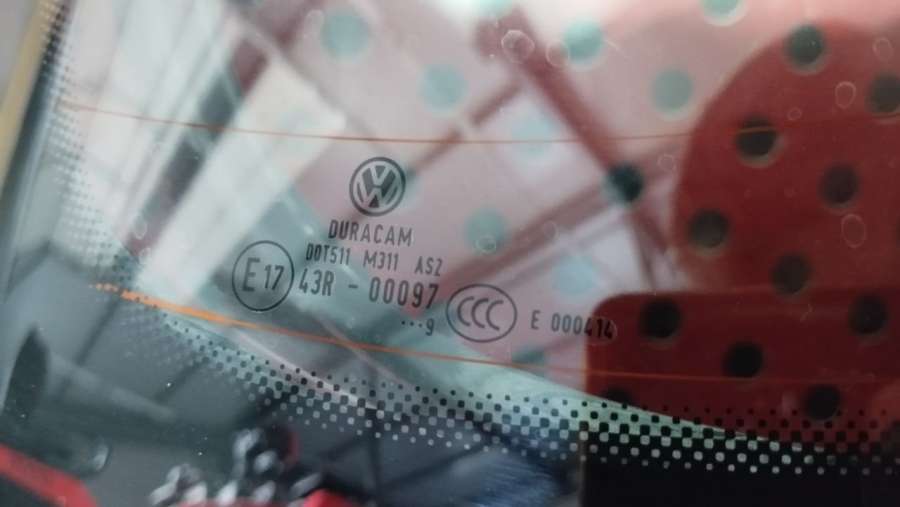 DURACAM
DOT511 M311 AS2
E17 43R - 00097
...9 CCC E 000414